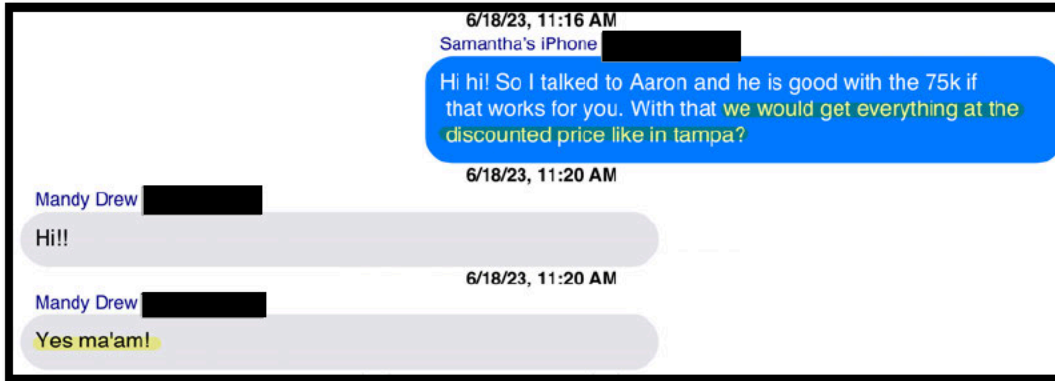 6/18/23, 11:16 AM
Samantha's iPhone
Hi hi! So I talked to Aaron and he is good with the 75k if
that works for you. With that we would get everything at the
discounted price like in tampa?
6/18/23, 11:20 AM
Mandy Drew
Hi!!
6/18/23, 11:20 AM
Mandy Drew
Yes ma'am!